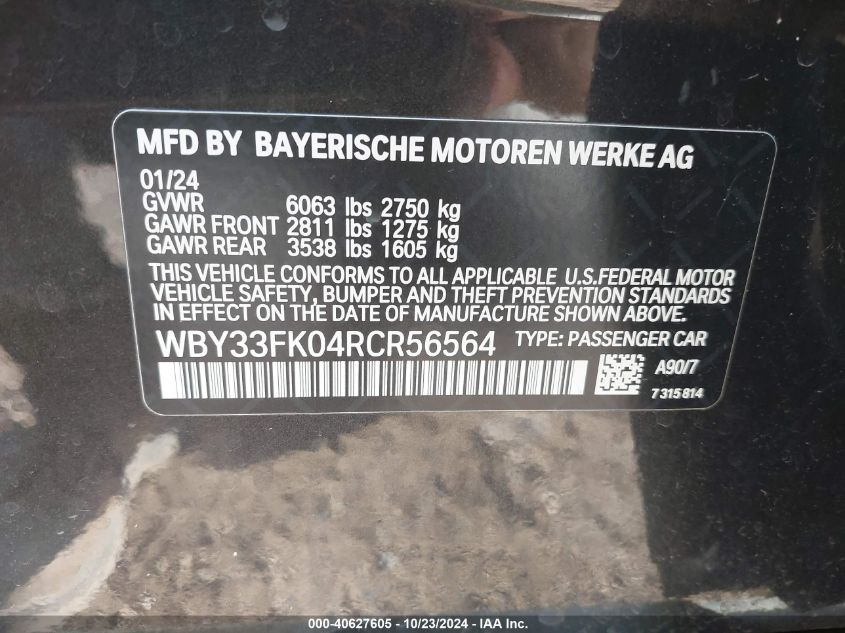 MFD BY BAYERISCHE MOTOREN WERKE AG
01/24
GVWR 6063 lbs 2750 kg
GAWR FRONT 2811 lbs 1275 kg
GAWR REAR 3538 lbs 1605 kg
THIS VEHICLE CONFORMS TO ALL APPLICABLE U.S.FEDERAL MOTOR
VEHICLE SAFETY, BUMPER AND THEFT PREVENTION STANDARDS
IN EFFECT ON THE DATE OF MANUFACTURE SHOWN ABOVE.
WBY33FK04RCR56564 TYPE: PASSENGER CAR
A90/7
7315814
000-40627605 - 10/23/2024 - IAA Inc.